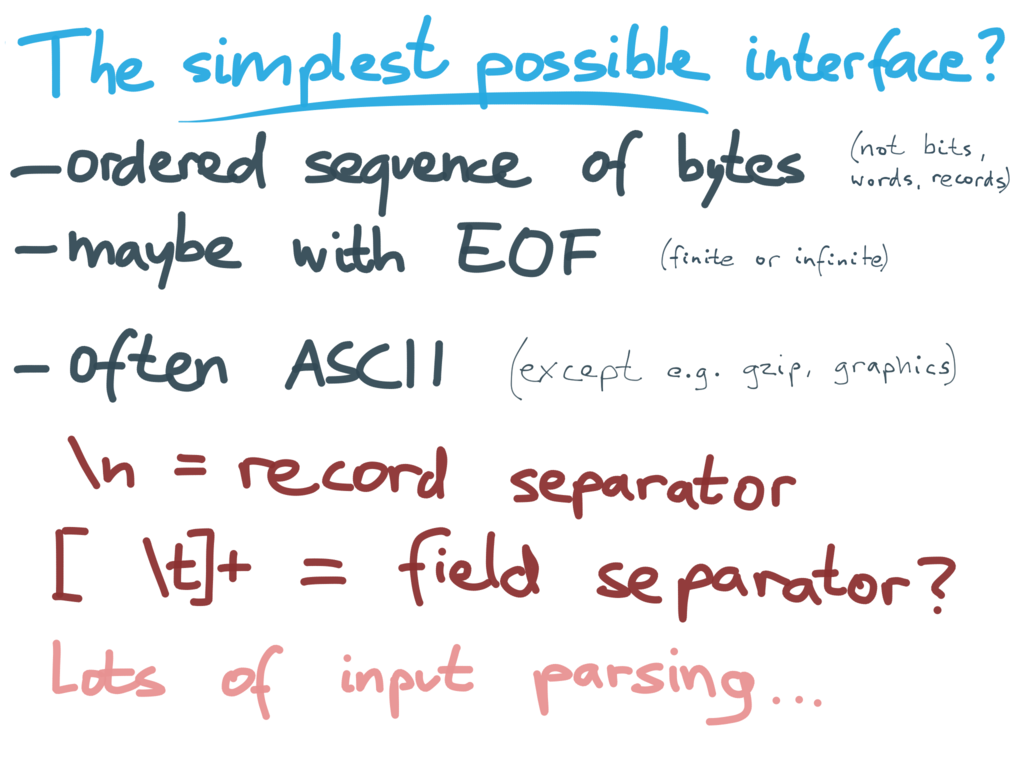 The simplest possible interface?
– ordered sequence of bytes (not bits, words, records)
– maybe with EOF (finite or infinite)
– often ASCII (except e.g. gzip, graphics)
\n = record separator
[ \t]+ = field separator?
Lots of input parsing...